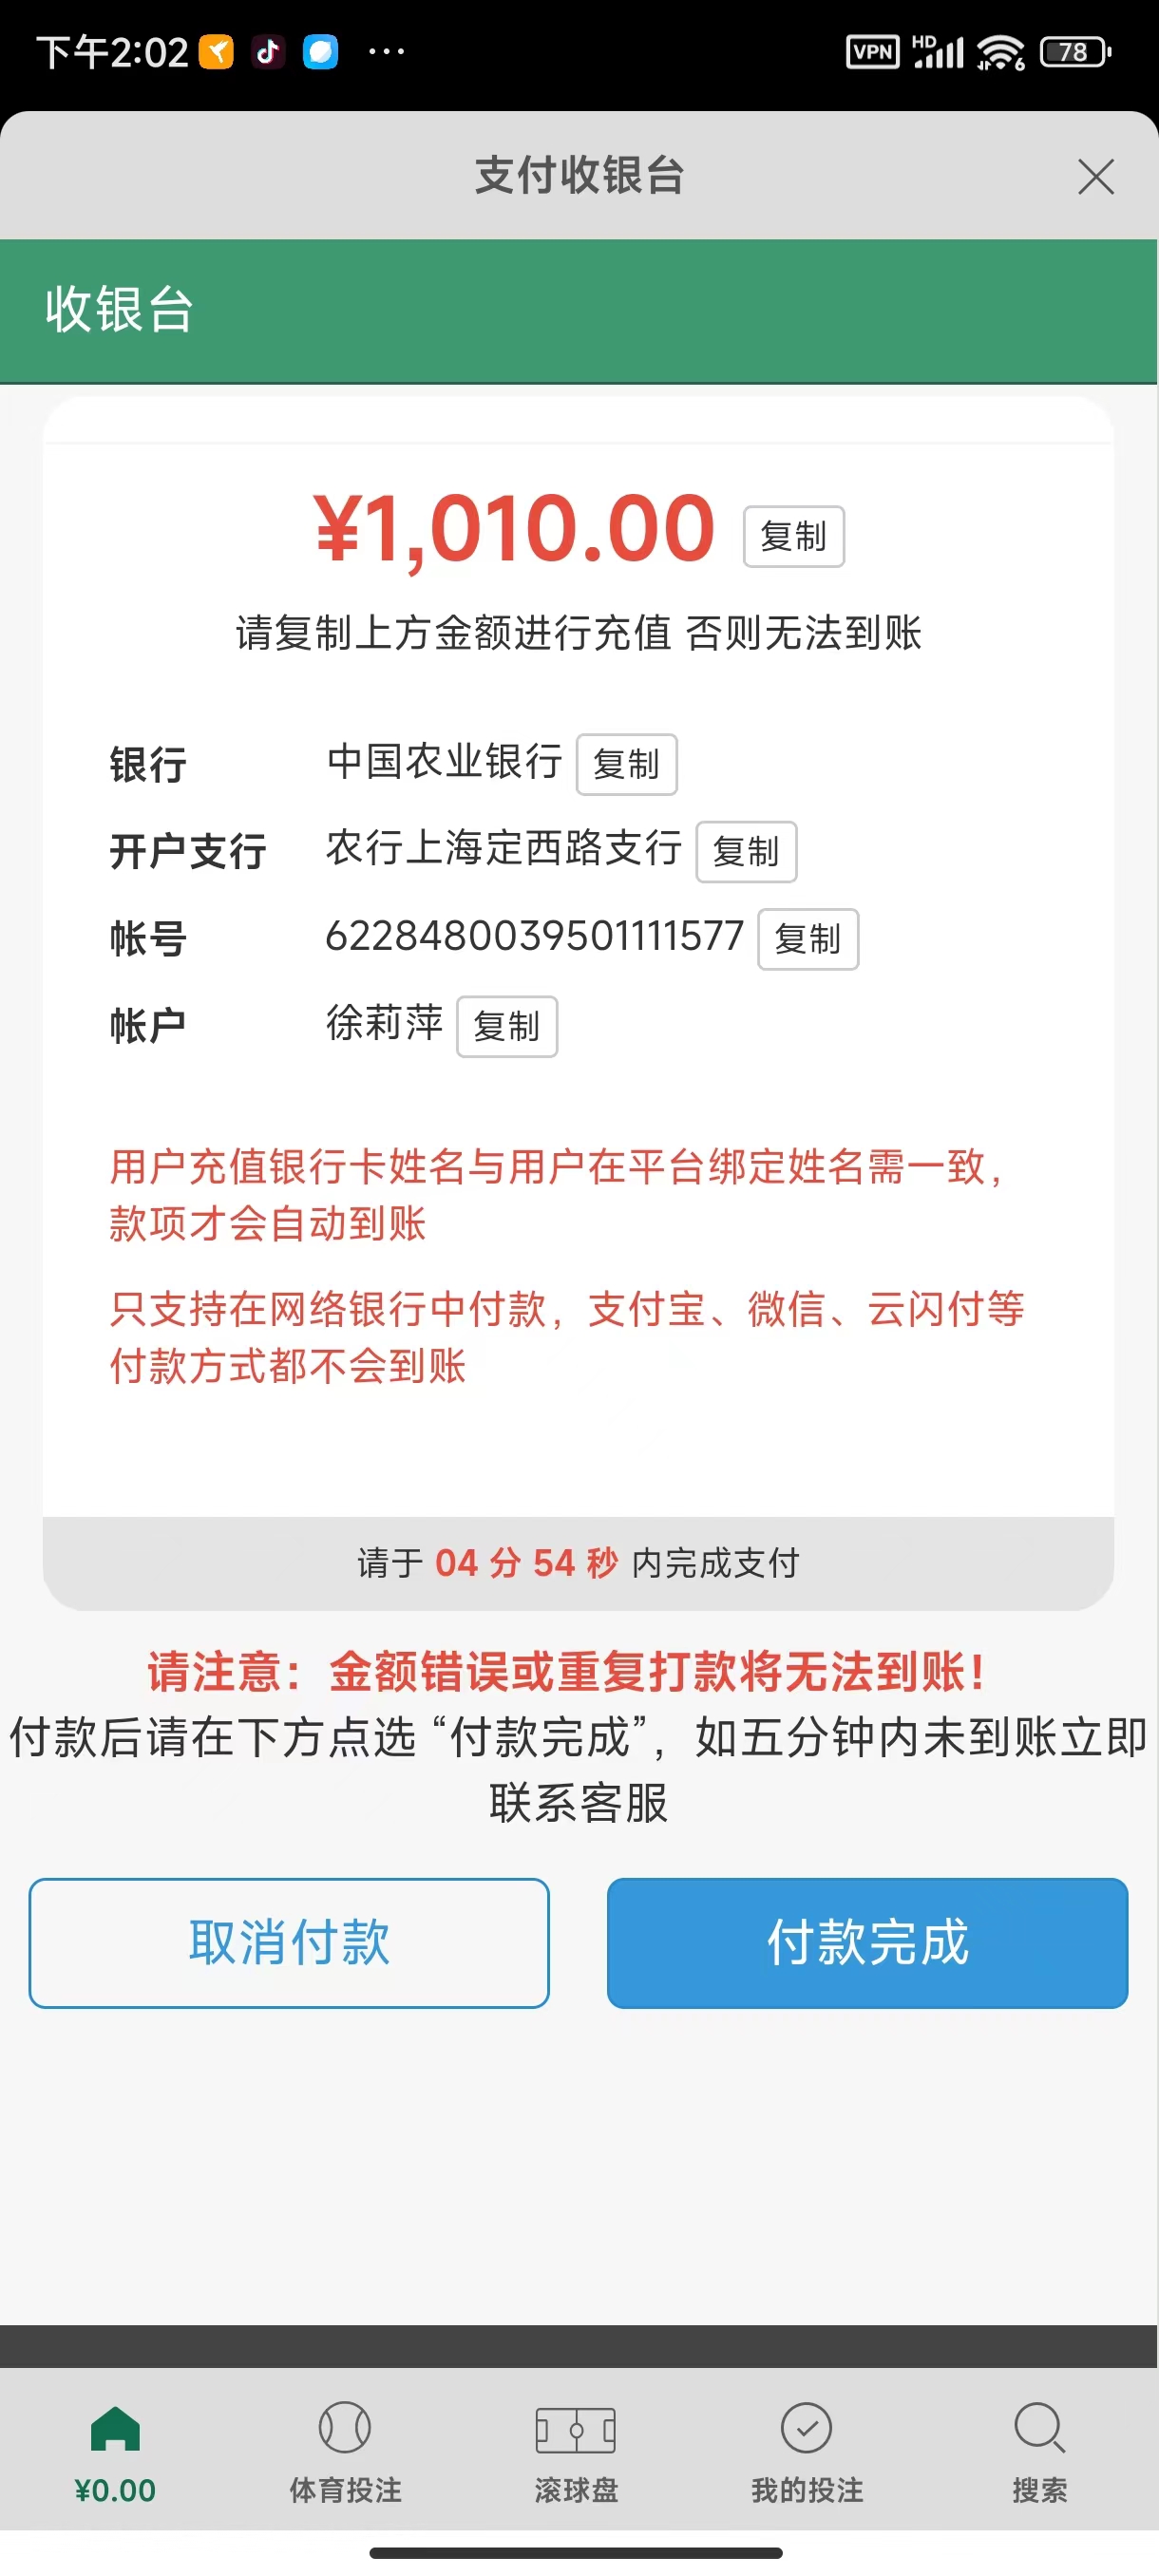 下午2:02
VPN HD 6 78
支付收银台
收银台
¥1,010.00 复制
请复制上方金额进行充值 否则无法到账
银行 中国农业银行 复制
开户支行 农行上海定西路支行 复制
帐号 6228480039501111577 复制
帐户 徐莉萍 复制
用户充值银行卡姓名与用户在平台绑定姓名需一致，
款项才会自动到账
只支持在网络银行中付款，支付宝、微信、云闪付等
付款方式都不会到账
请于 04 分 54 秒 内完成支付
请注意：金额错误或重复打款将无法到账！
付款后请在下方点选 “付款完成”，如五分钟内未到账立即
联系客服
取消付款 付款完成
¥0.00 体育投注 滚球盘 我的投注 搜索